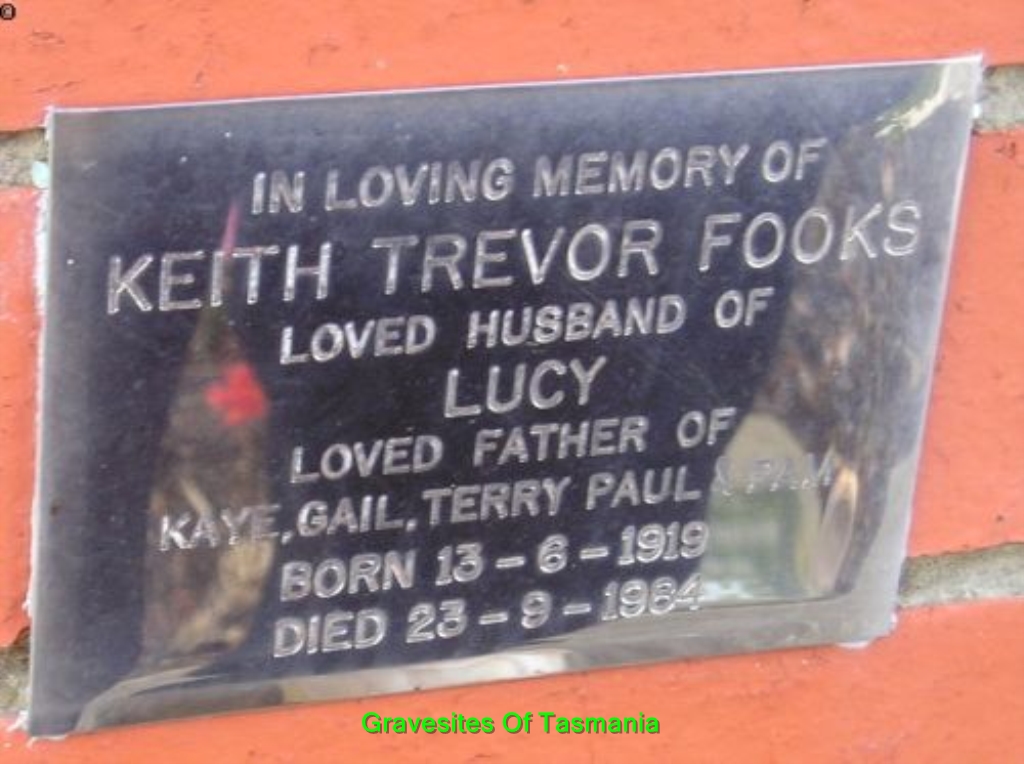 IN LOVING MEMORY OF
KEITH TREVOR FOOKS
LOVED HUSBAND OF
LUCY
LOVED FATHER OF
KAYE, GAIL, TERRY PAUL & PAM
BORN 13 - 6 - 1919
DIED 23 - 9 - 1984
Gravesites Of Tasmania